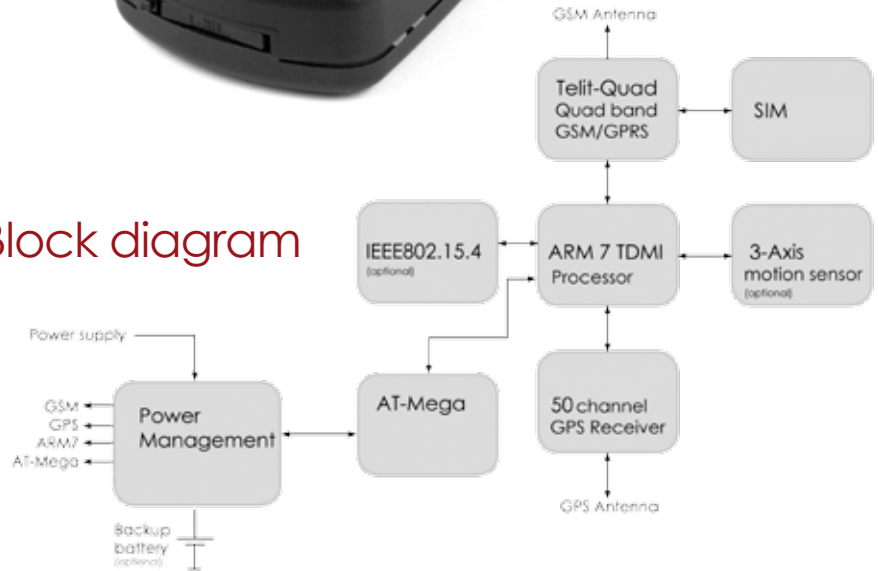 GSM Antenna
Telit-Quad
Quad band
GSM/GPRS
SIM
Block diagram
IEEE802.15.4
(optional)
ARM 7 TDMI
Processor
3-Axis
motion sensor
(optional)
Power supply
GSM
GPS
ARM7
AT-Mega
Power
Management
AT-Mega
50 channel
GPS Receiver
GPS Antenna
Backup
battery
(optional)